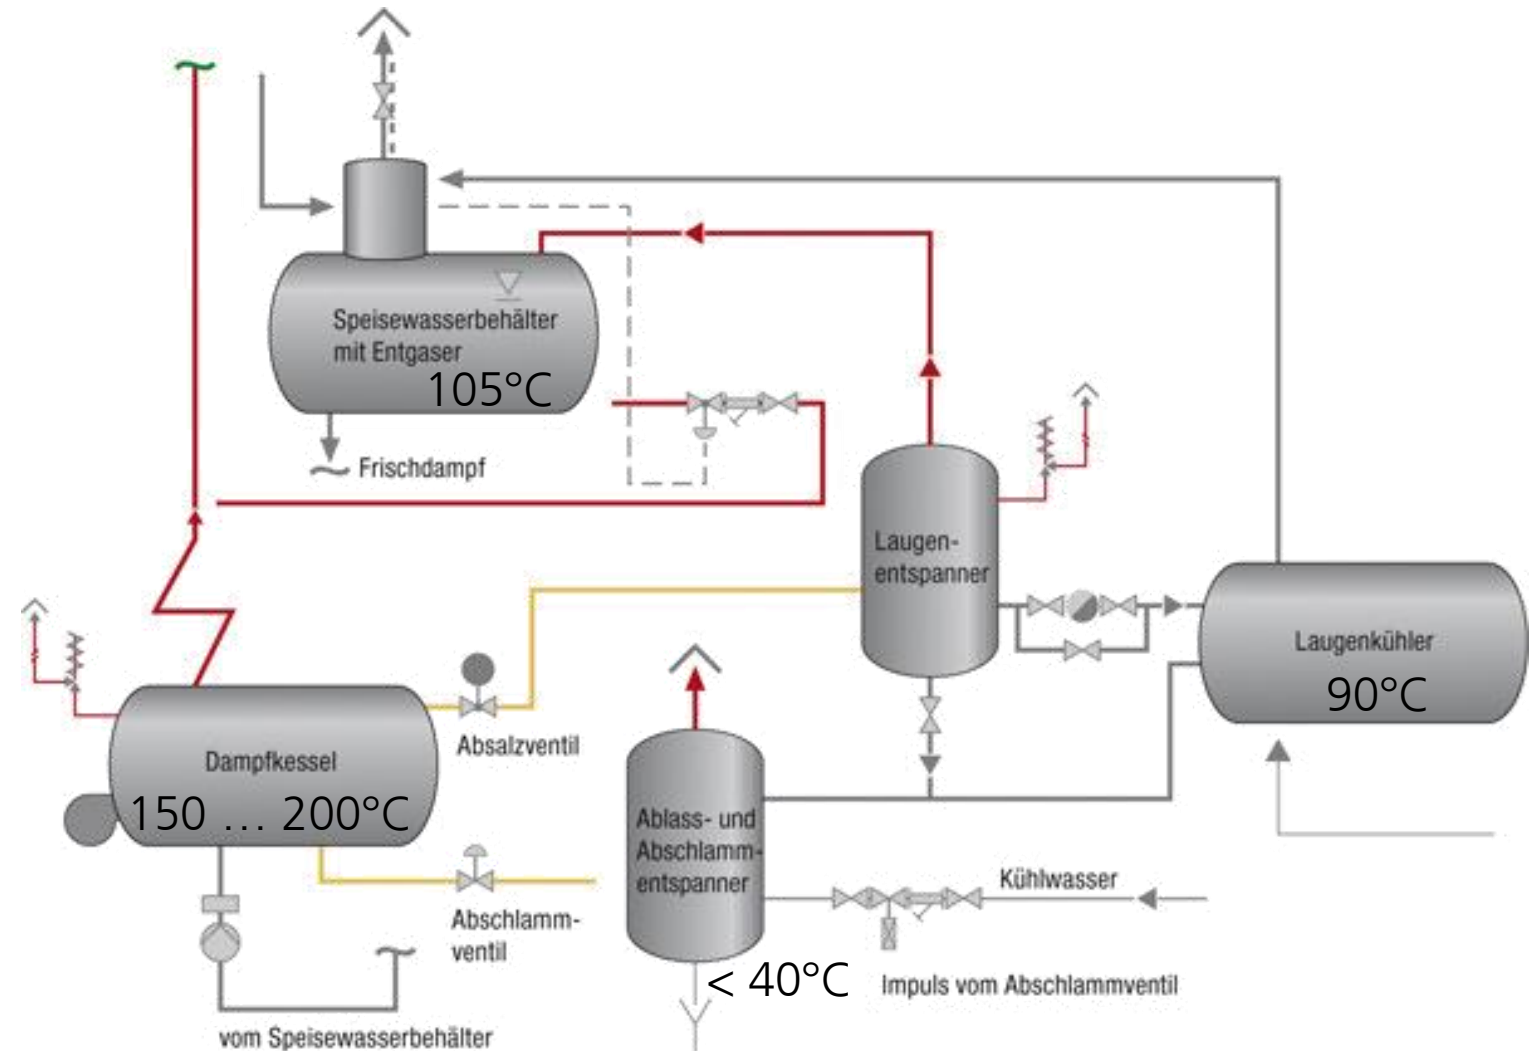 Speisewasserbehälter
mit Entgaser
105°C
Frischdampf
Laugen-
entspanner
Laugenkühler
90°C
Absalzventil
Dampfkessel
150 ... 200°C
Ablass- und
Abschlamm-
entspanner
Kühlwasser
Abschlamm-
ventil
< 40°C
Impuls vom Abschlammventil
vom Speisewasserbehälter